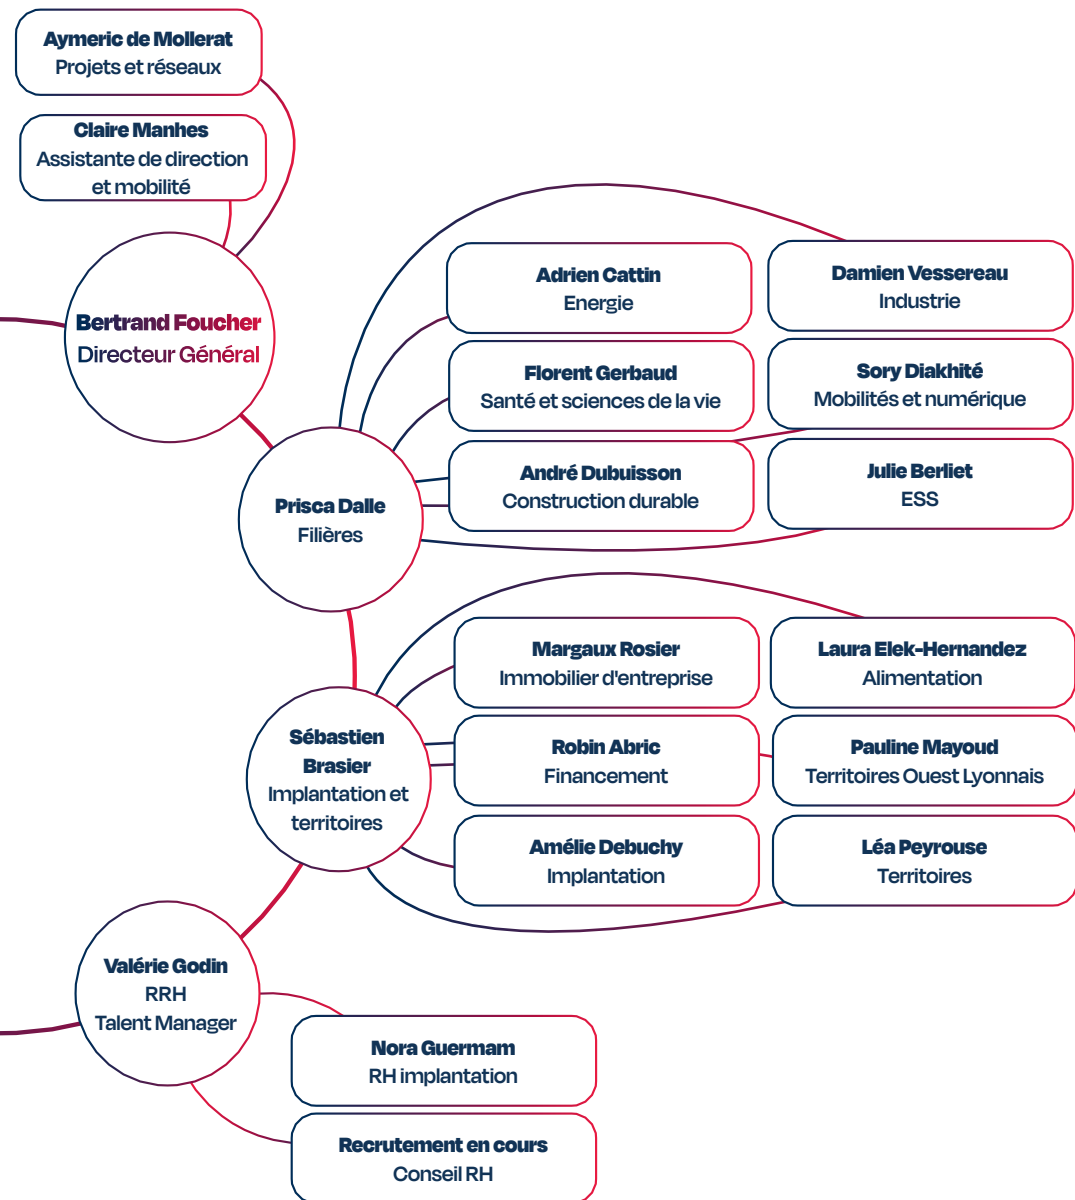 Aymeric de Mollerat
Projets et réseaux
Claire Manhes
Assistante de direction
et mobilité
Bertrand Foucher
Directeur Général
Adrien Cattin
Energie
Damien Vessereau
Industrie
Florent Gerbaud
Santé et sciences de la vie
Sory Diakhité
Mobilités et numérique
André Dubuisson
Construction durable
Julie Berliet
ESS
Prisca Dalle
Filières
Margaux Rosier
Immobilier d'entreprise
Laura Elek-Hernandez
Alimentation
Robin Abric
Financement
Pauline Mayoud
Territoires Ouest Lyonnais
Amélie Debuchy
Implantation
Léa Peyrouse
Territoires
Sébastien
Brasier
Implantation et
territoires
Valérie Godin
RRH
Talent Manager
Nora Guermam
RH implantation
Recrutement en cours
Conseil RH